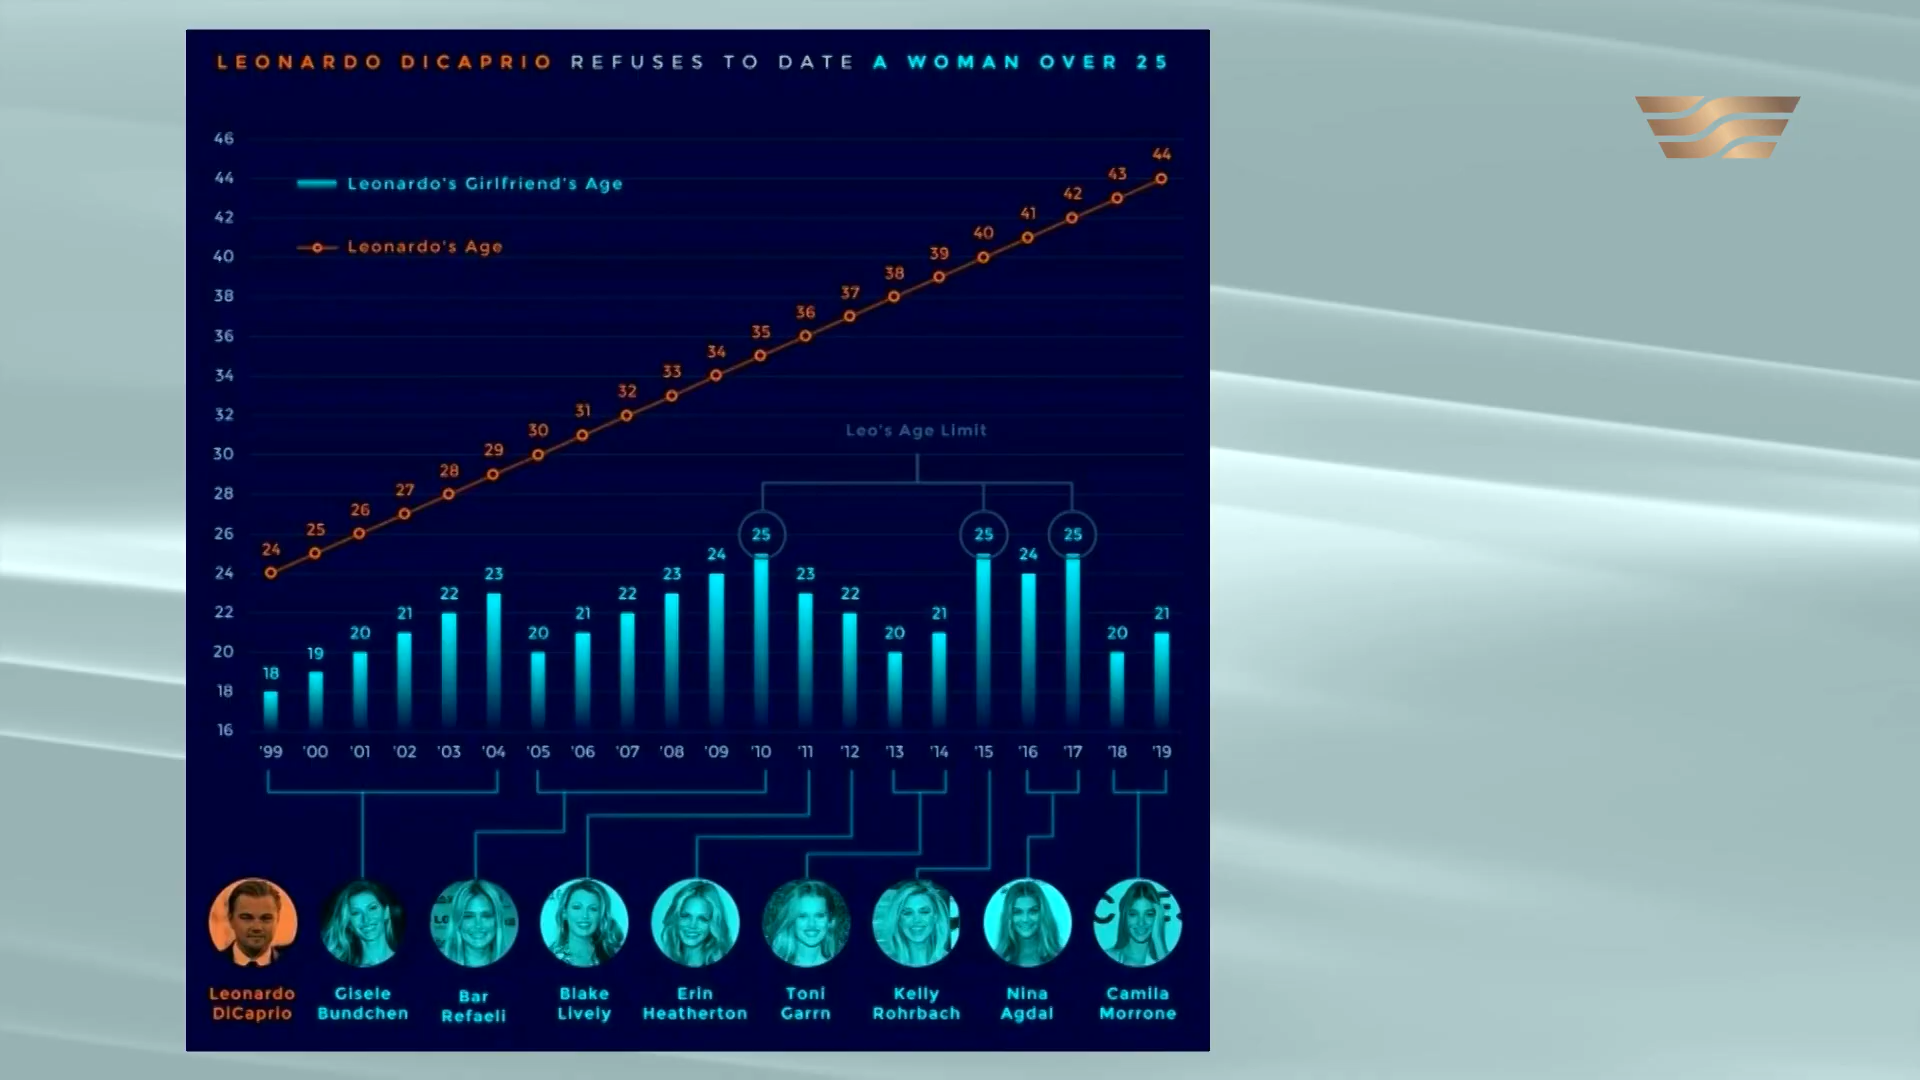 LEONARDO DICAPRIO REFUSES TO DATE A WOMAN OVER 25
46
44
42
40
38
36
34
32
30
28
26
24
22
20
18
16
Leonardo's Girlfriend's Age
Leonardo's Age
24 25 26 27 28 29 30 31 32 33 34 35 36 37 38 39 40 41 42 43 44
Leo's Age Limit
18 19 20 21 22 23 20 21 22 23 24 25 23 22 20 21 25 24 25 20 21
'99 '00 '01 '02 '03 '04 '05 '06 '07 '08 '09 '10 '11 '12 '13 '14 '15 '16 '17 '18 '19
Leonardo
DiCaprio
Gisele
Bundchen
Bar
Refaeli
Blake
Lively
Erin
Heatherton
Toni
Garrn
Kelly
Rohrbach
Nina
Agdal
Camila
Morrone